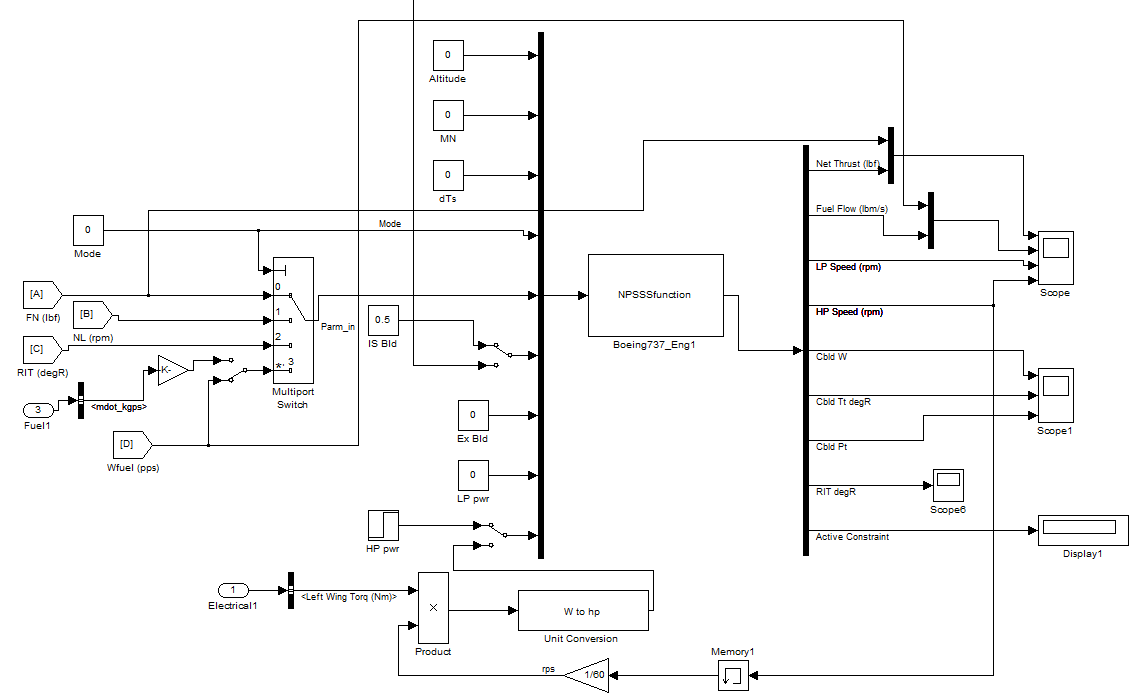 0
Altitude
0
MN
0
dTs
0
Mode
Mode
[A]
FN (lbf)
[B]
NL (rpm)
[C]
RIT (degR)
3
Fuel1
<mdot_kgps>
-K-
[D]
Wfuel (pps)
0
1
2
*, 3
Multiport
Switch
Parm_in
0.5
IS Bld
0
Ex Bld
0
LP pwr
HP pwr
NPSSSfunction
Boeing737_Eng1
Net Thrust (lbf)
Fuel Flow (lbm/s)
LP Speed (rpm)
HP Speed (rpm)
Cbld W
Cbld Tt degR
Cbld Pt
RIT degR
Active Constraint
Scope
Scope1
Scope6
Display1
1
Electrical1
<Left Wing Torq (Nm)>
×
Product
W to hp
Unit Conversion
rps
1/60
Memory1